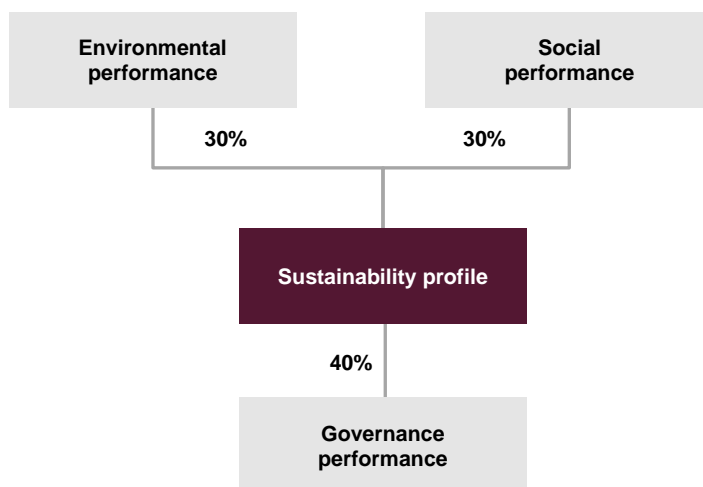 Environmental
performance
Social
performance
30%
30%
Sustainability profile
40%
Governance
performance